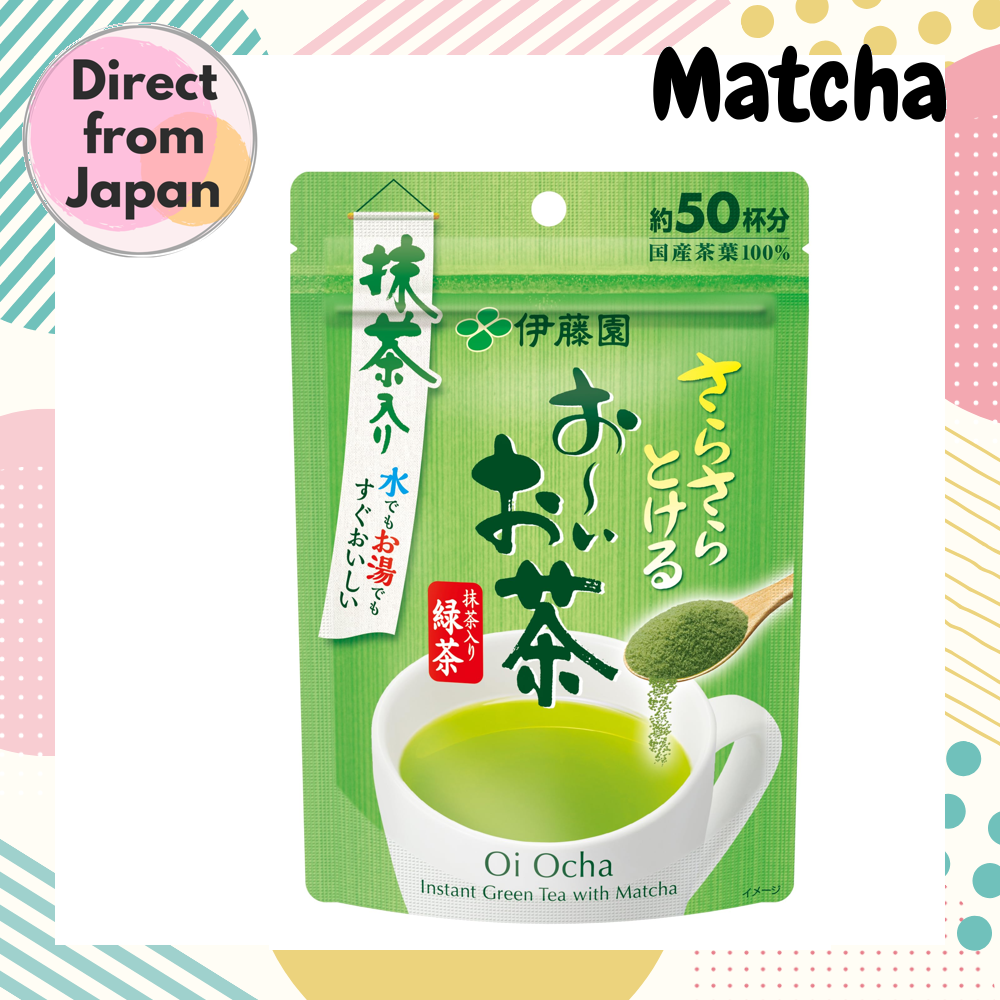 Direct
from
Japan
Matcha
約50杯分
国産茶葉100%
抹茶入り
水でもお湯でも
すぐおいしい
伊藤園
さらさら
とける
お〜い
お茶
抹茶入り
緑茶
Oi Ocha
Instant Green Tea with Matcha
イメージ